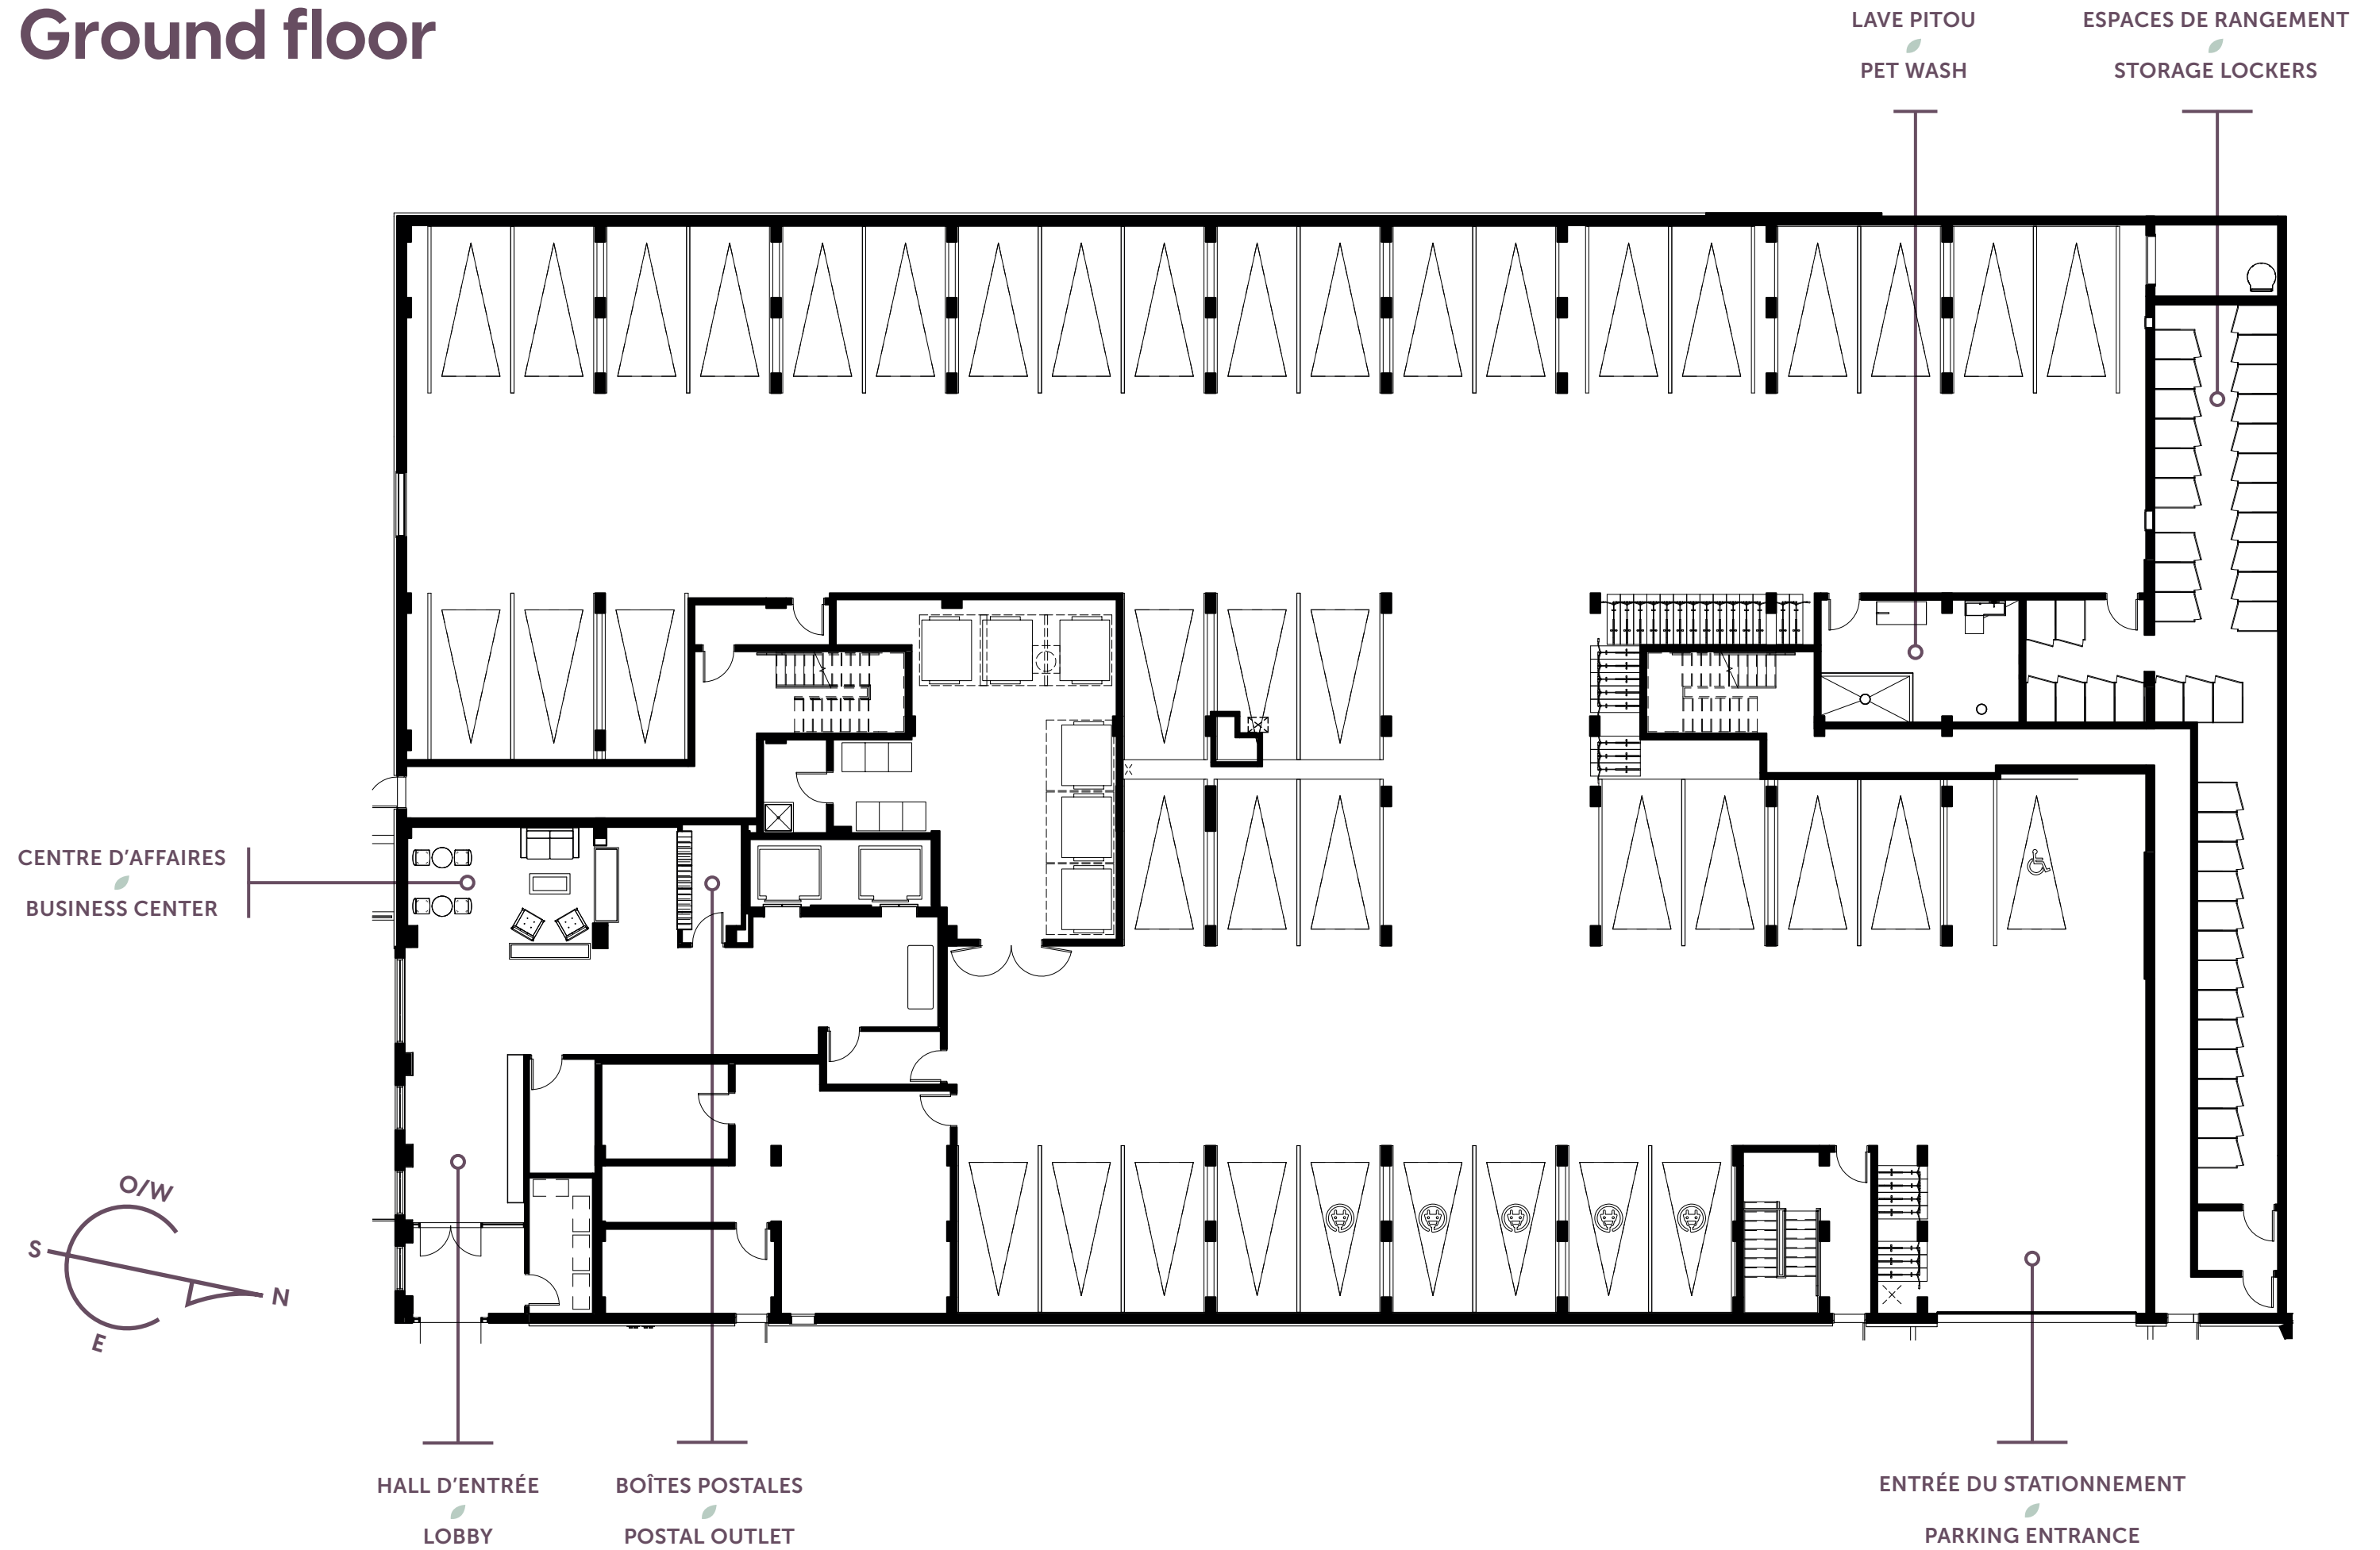 Ground floor
LAVE PITOU
PET WASH
ESPACES DE RANGEMENT
STORAGE LOCKERS
CENTRE D’AFFAIRES
BUSINESS CENTER
O/W
S
N
E
HALL D’ENTRÉE
LOBBY
BOÎTES POSTALES
POSTAL OUTLET
ENTRÉE DU STATIONNEMENT
PARKING ENTRANCE